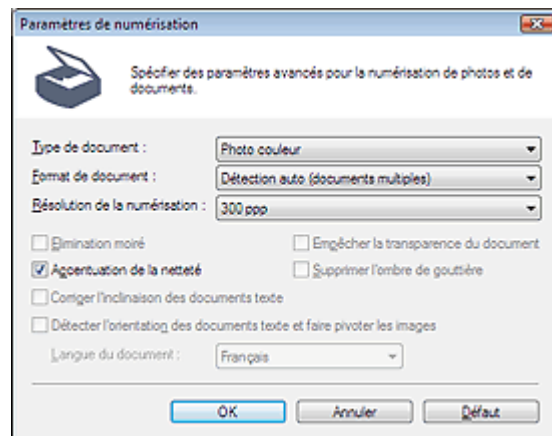 Paramètres de numérisation
Spécifier des paramètres avancés pour la numérisation de photos et de
documents.
Type de document : Photo couleur
Format de document : Détection auto (documents multiples)
Résolution de la numérisation : 300 ppp
Elimination moiré Empêcher la transparence du document
Accentuation de la netteté Supprimer l'ombre de gouttière
Corriger l'inclinaison des documents texte
Détecter l'orientation des documents texte et faire pivoter les images
Langue du document : Français
OK Annuler Défaut